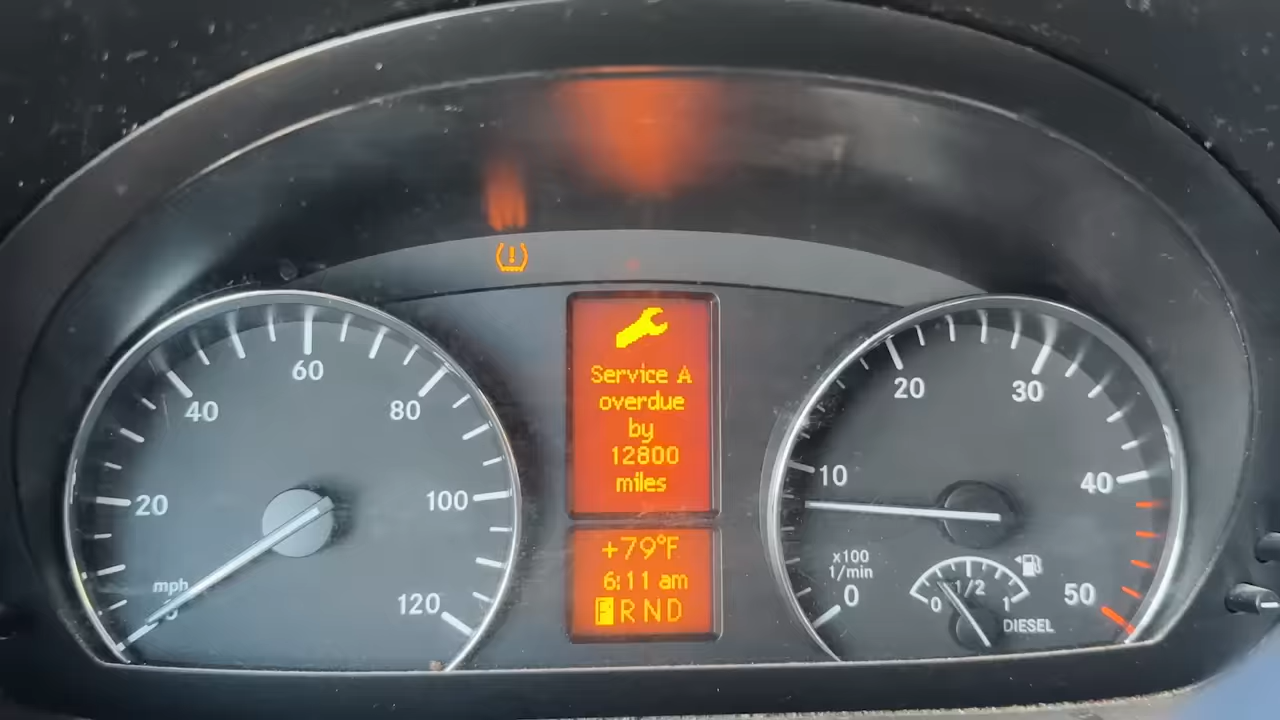 60
40
80
20
100
mph
0
120
Service A
overdue
by
12800
miles
+79°F
6:11 am
P R N D
20
30
10
40
x100
1/min
0
50
0
1/2
1
DIESEL